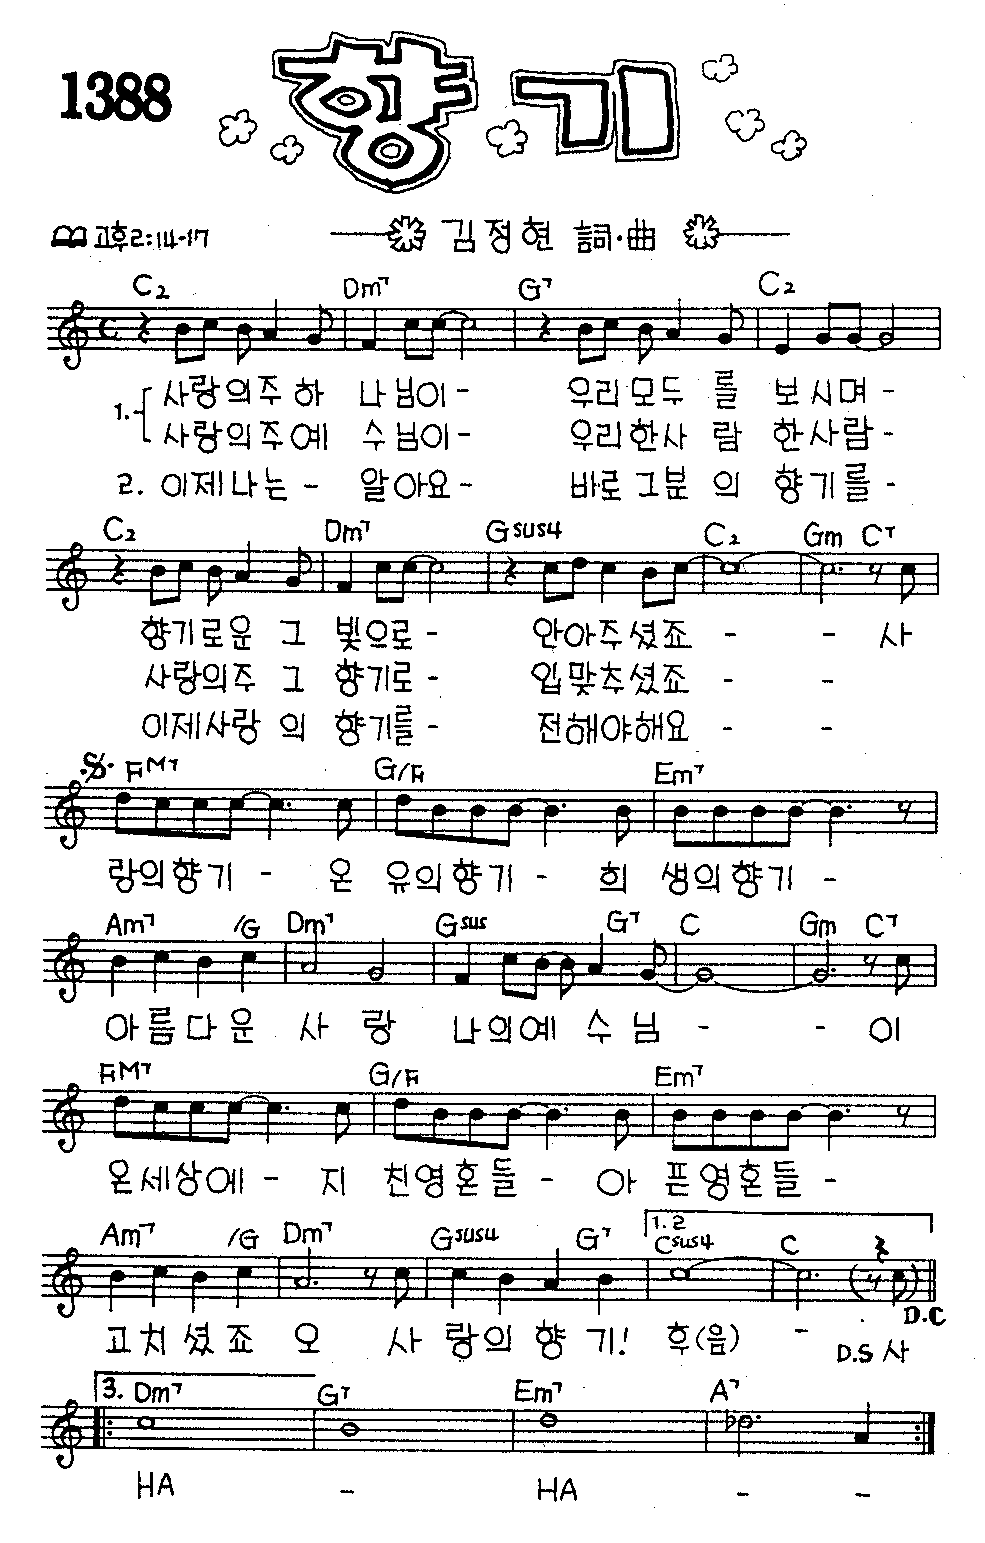 1388
향기
고후2:14-17
김정현 詞·曲
C2 Dm7 G7 C2
1. 사랑의주 하 나님이- 우리모두 를 보시며-
사랑의주예 수님이- 우리한사 람 한사람-
2. 이제나는- 알아요- 바로그분 의 향기를-
C2 Dm7 Gsus4 C2 Gm C7
향기로운 그 빛으로- 안아주셨죠 - - 사
사랑의주 그 향기로- 입맞추셨죠 - -
이제사랑 의 향기를- 전해야해요 - -
FM7 G/F Em7
랑의향기 - 온 유의향기 - 희 생의향기 -
Am7 /G Dm7 Gsus G7 C Gm C7
아름다운 사 랑 나의예 수 님 - - 이
FM7 G/F Em7
온세상에 - 지 친영혼들 - 아 픈영혼들 -
1. 2
Am7 /G Dm7 Gsus4 G7 Csus4 C
D.C
고치셨죠 오 사 랑의 향 기! 후(음) - D.S 사
3. Dm7 G7 Em7 A7
HA - HA - -